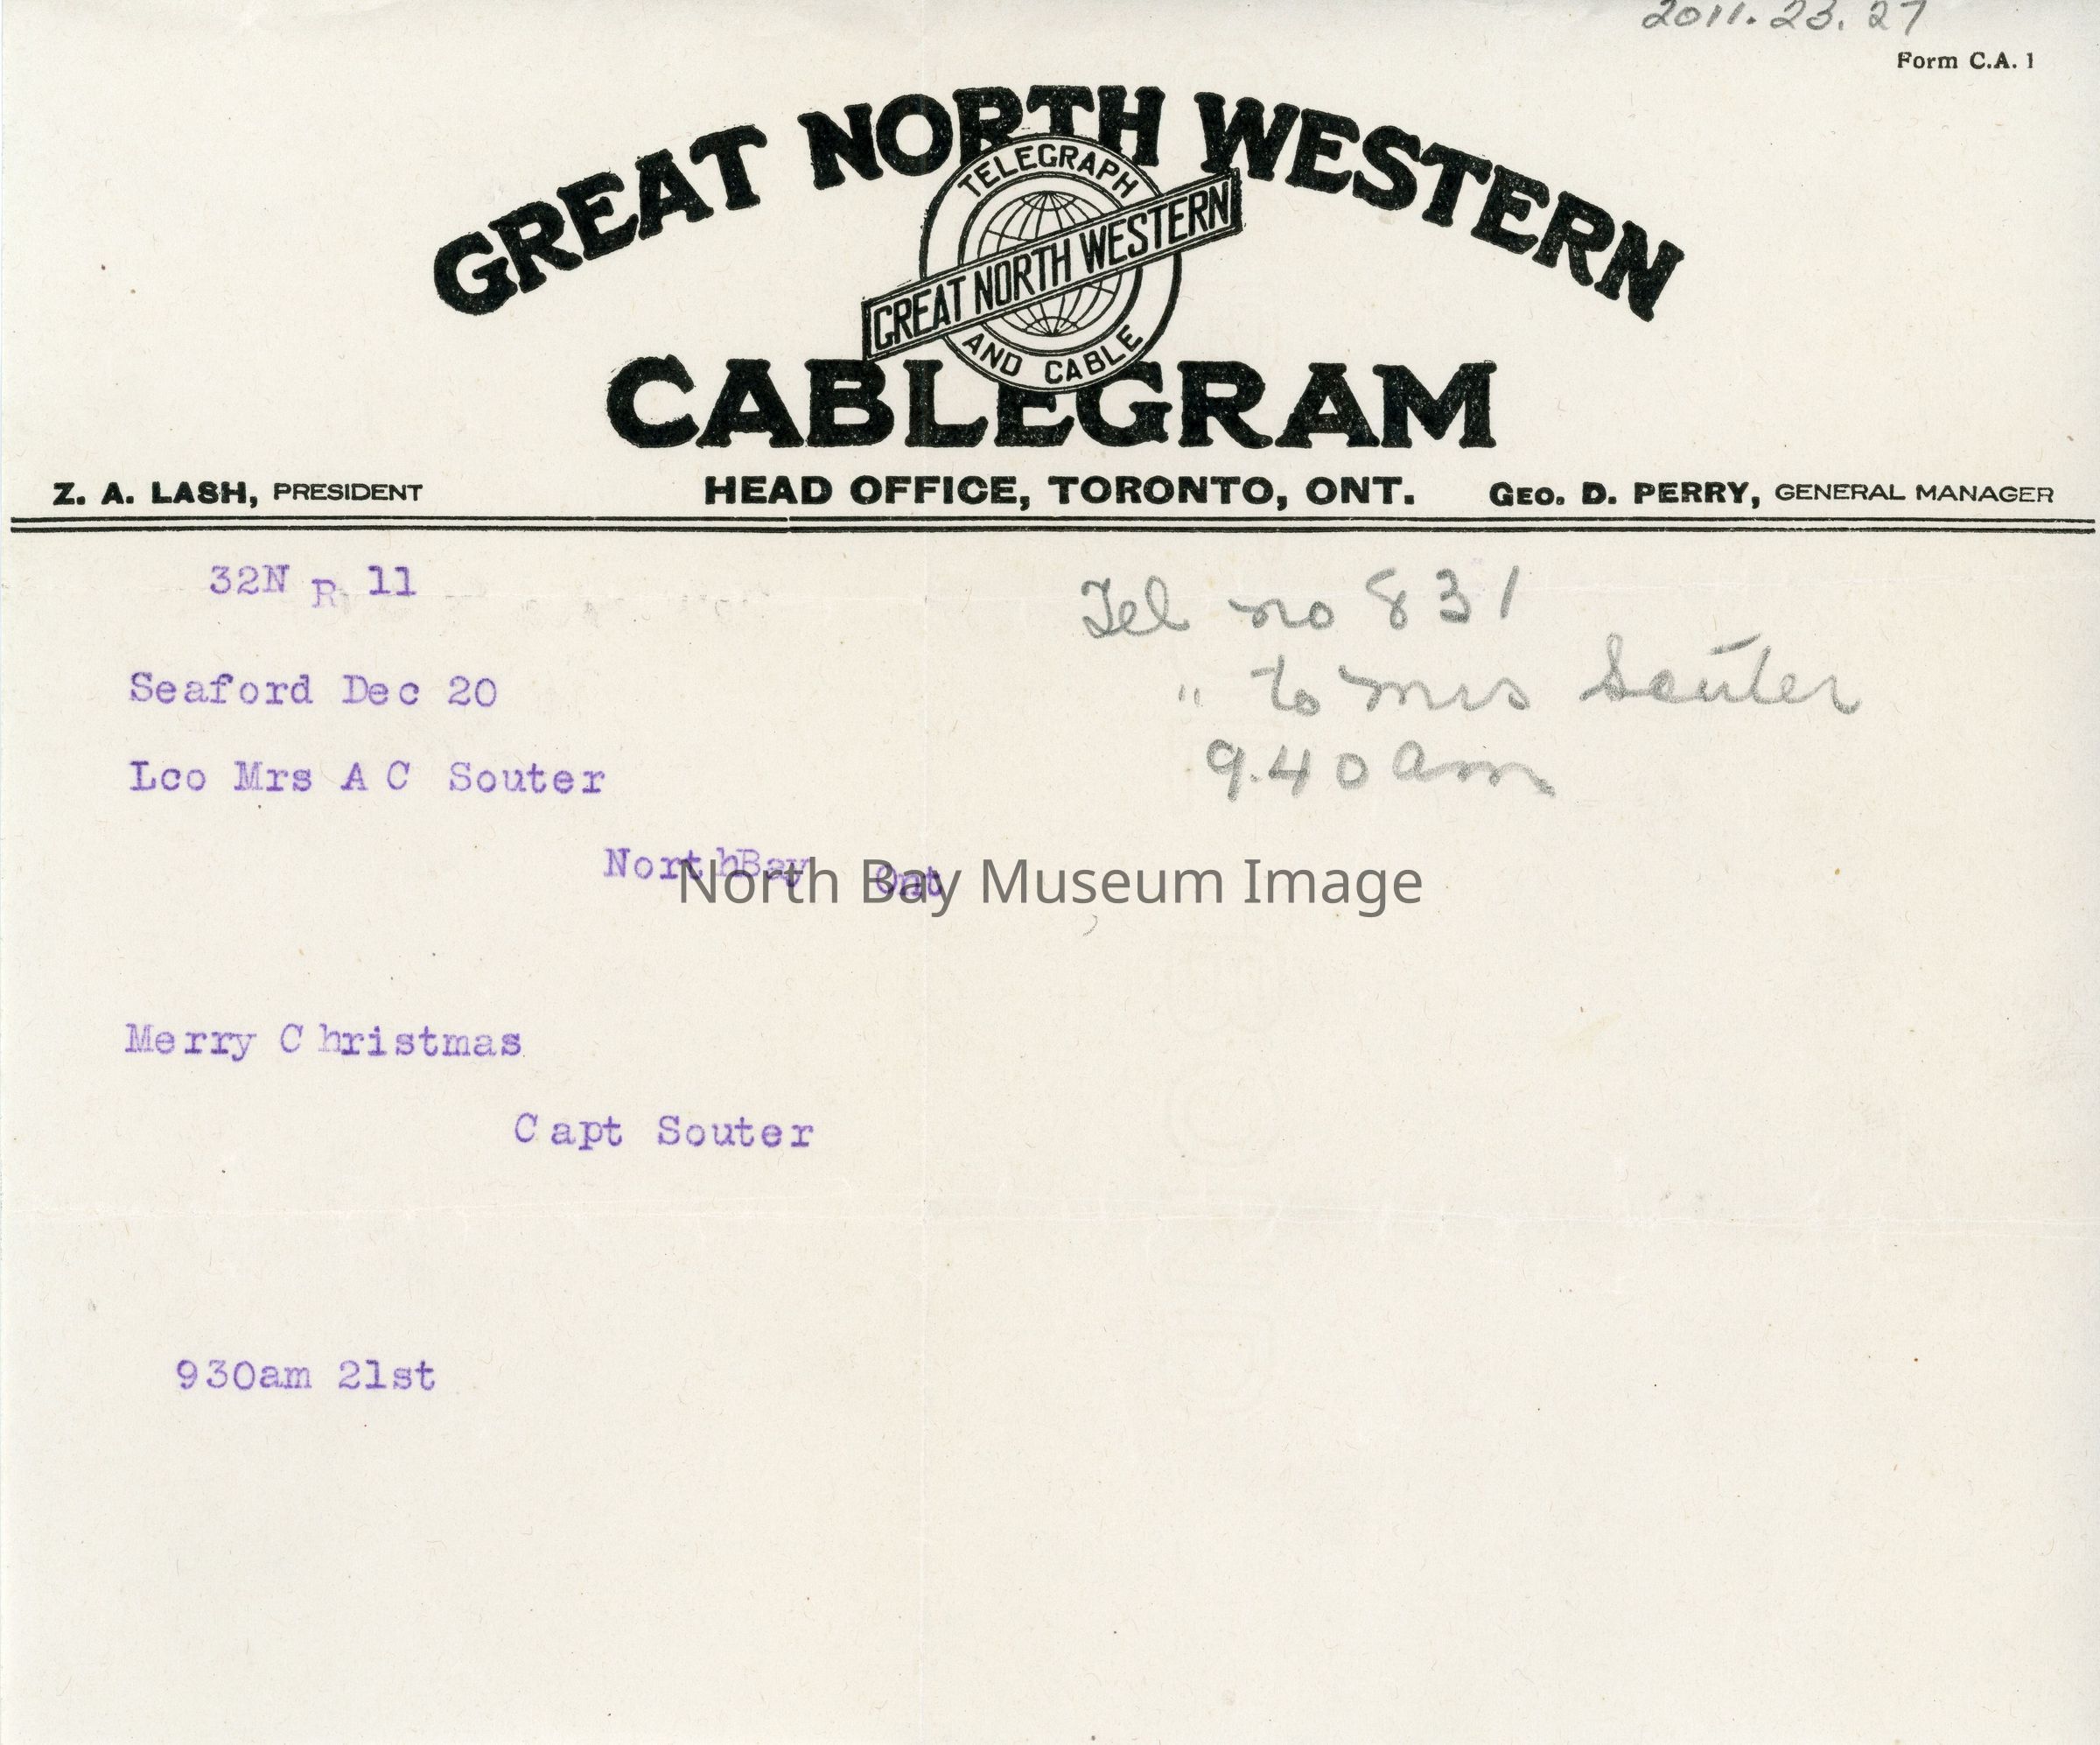 2011.23.27
Form C.A. 1
GREAT NORTH WESTERN
TELEGRAPH
GREAT NORTH WESTERN
AND CABLE
CABLEGRAM
Z. A. LASH, PRESIDENT HEAD OFFICE, TORONTO, ONT. GEO. D. PERRY, GENERAL MANAGER
32N R 11
Tel no 831
Seaford Dec 20
" to Mrs Souter
Lco Mrs A C Souter
9.40 am
NorthBay Ont
North Bay Museum Image
Merry Christmas
Capt Souter
930am 21st